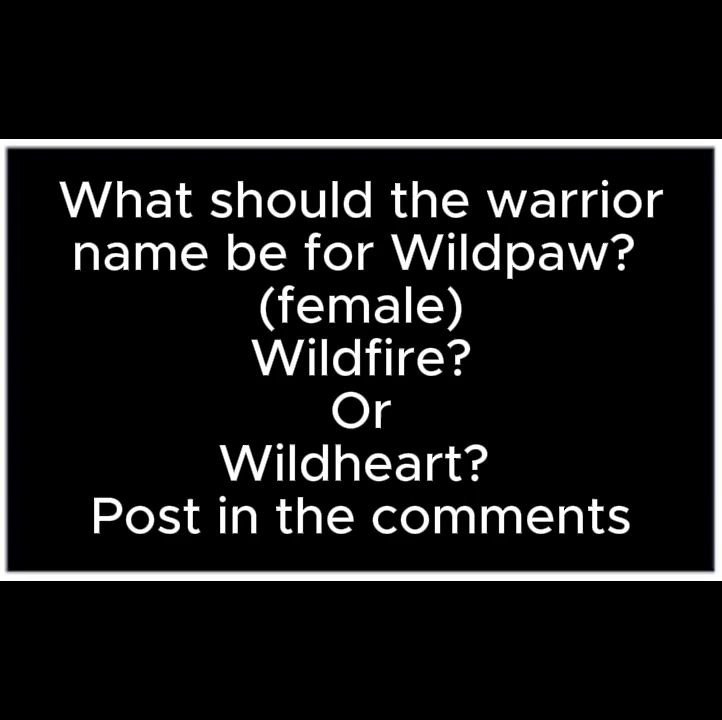 What should the warrior
name be for Wildpaw?
(female)
Wildfire?
Or
Wildheart?
Post in the comments